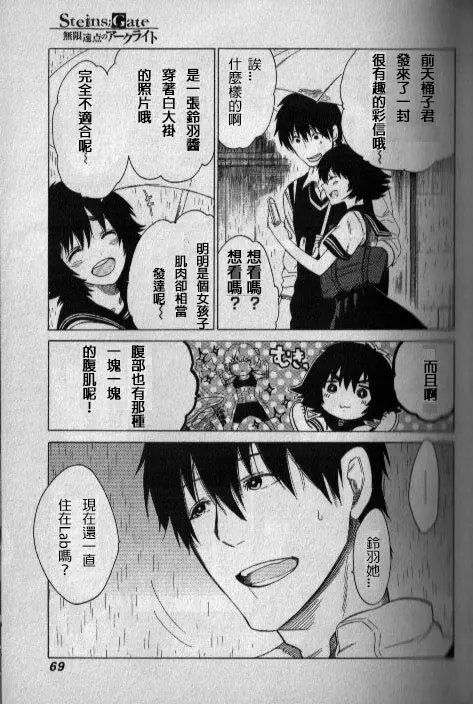 Steins;Gate
無限遠点のアークライト
前天桶子君
發來了一封
很有趣的彩信哦~
誒…
什麼樣的啊
想看嗎？
想看嗎？
是一張鈴羽醬
穿著白大褂
的照片哦
完全不適合呢~
明明是個女孩子
肌肉卻相當
發達呢~
而且啊
むきっ
腹部也有那種
一塊一塊
的腹肌呢！
鈴羽她…
現在還一直
住在Lab嗎？
69